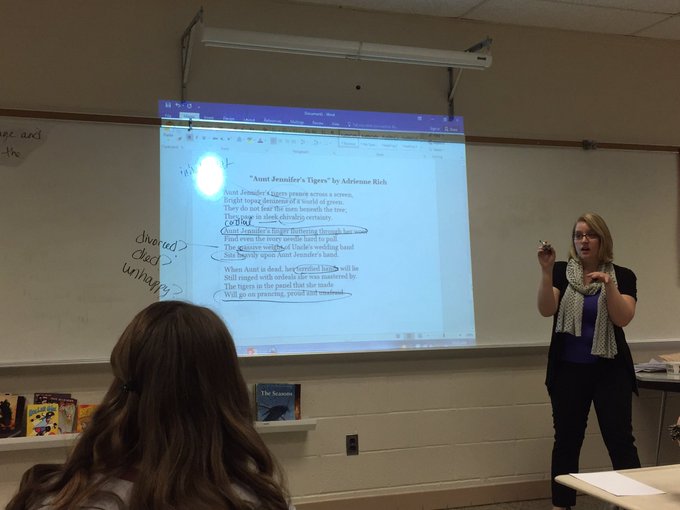 Document1 - Word
age and
the
"Aunt Jennifer's Tigers" by Adrienne Rich
Aunt Jennifer's tigers prance across a screen,
Bright topaz denizens of a world of green.
They do not fear the men beneath the tree;
They pace in sleek chivalric certainty.
cordial
Aunt Jennifer's finger fluttering through her wool
Find even the ivory needle hard to pull
The massive weight of Uncle's wedding band
Sits heavily upon Aunt Jennifer's hand.
divorced?
died?
unhappy?
When Aunt is dead, her terrified hands will lie
Still ringed with ordeals she was mastered by.
The tigers in the panel that she made
Will go on prancing, proud and unafraid.
The Seasons